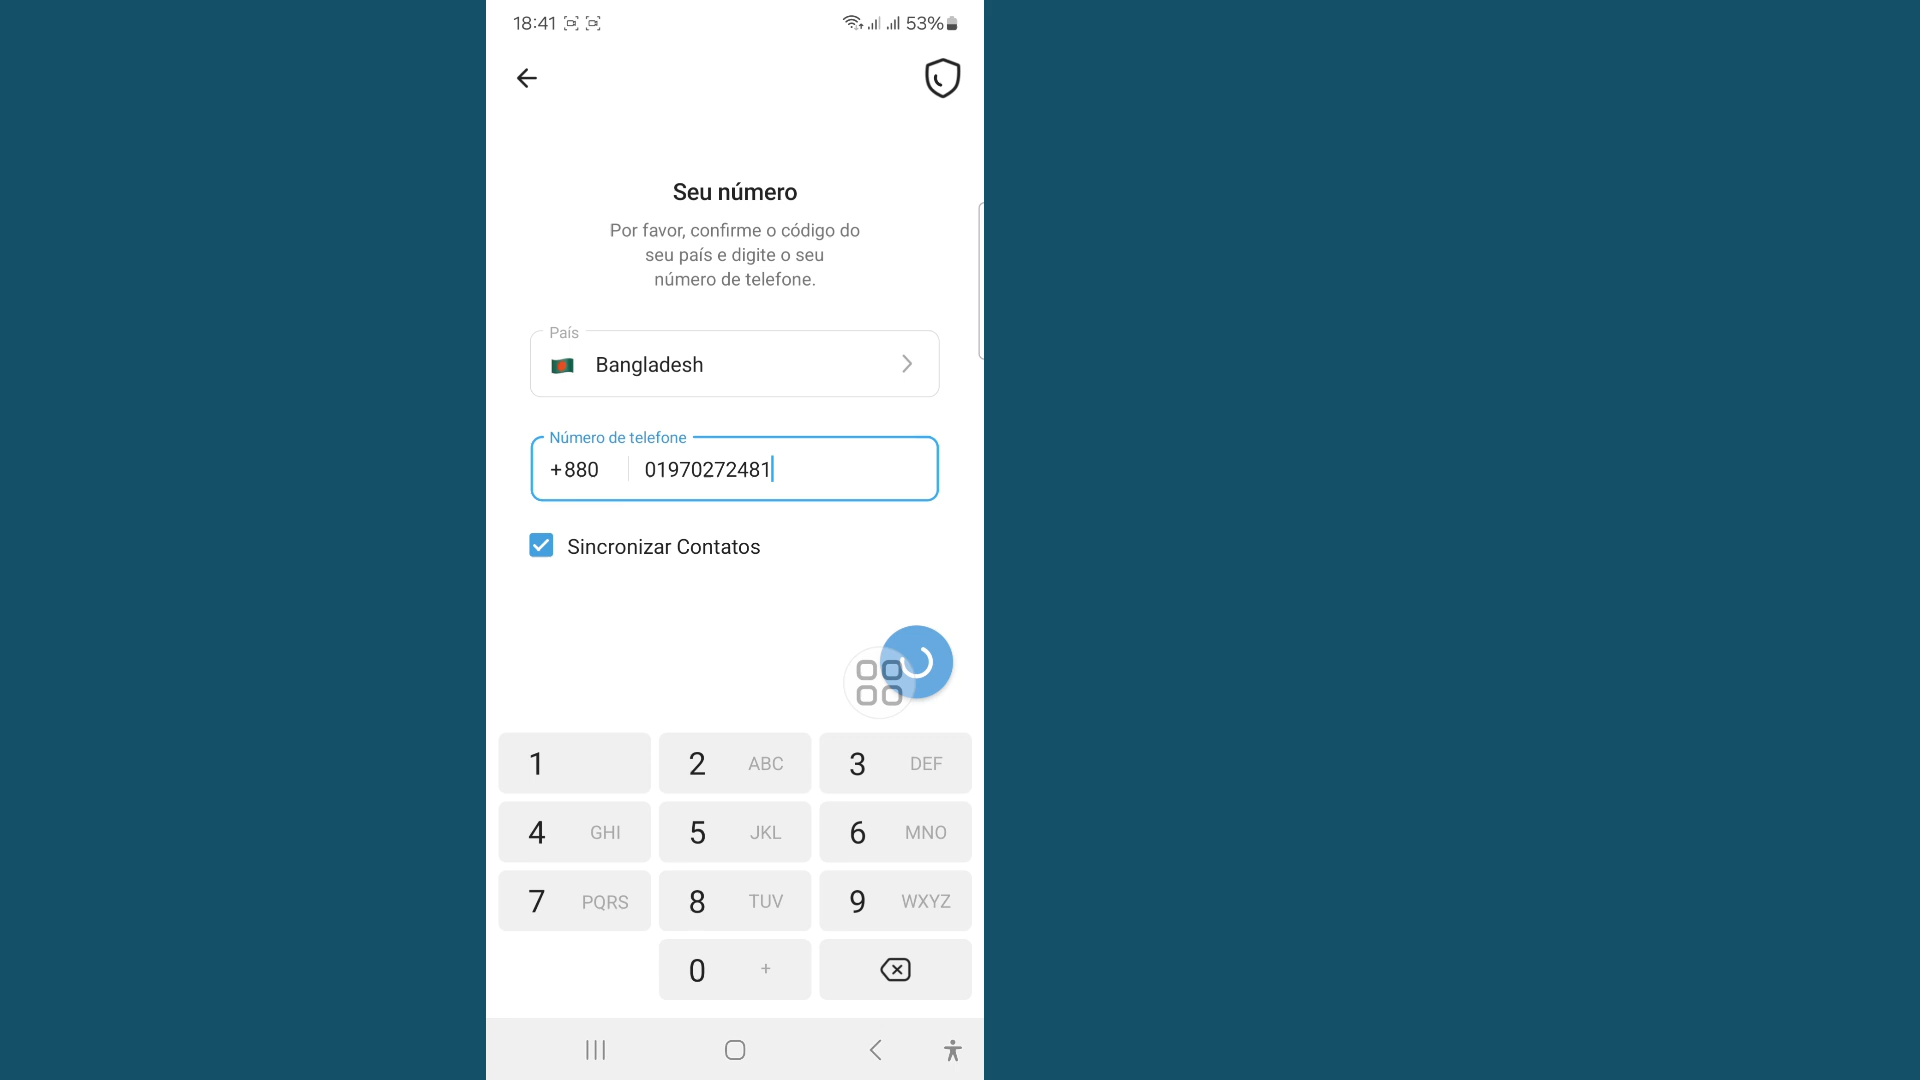 18:41
53%
Seu número
Por favor, confirme o código do
seu país e digite o seu
número de telefone.
País
Bangladesh
Número de telefone
+880 01970272481
Sincronizar Contatos
1 2 ABC 3 DEF
4 GHI 5 JKL 6 MNO
7 PQRS 8 TUV 9 WXYZ
0 +